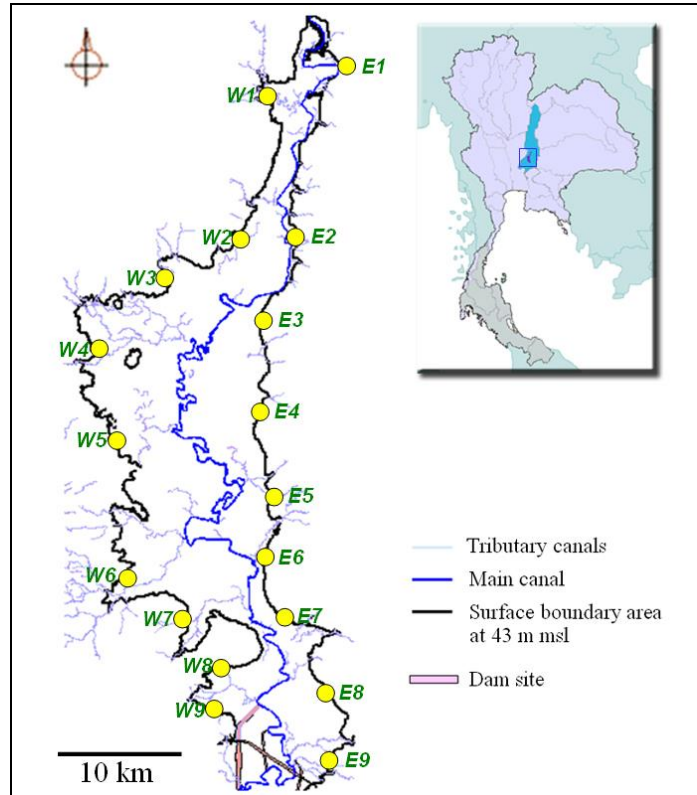 E1
W1
W2
E2
W3
E3
W4
E4
W5
E5
E6
W6
W7
E7
W8
E8
W9
E9
10 km
Tributary canals
Main canal
Surface boundary area
at 43 m msl
Dam site